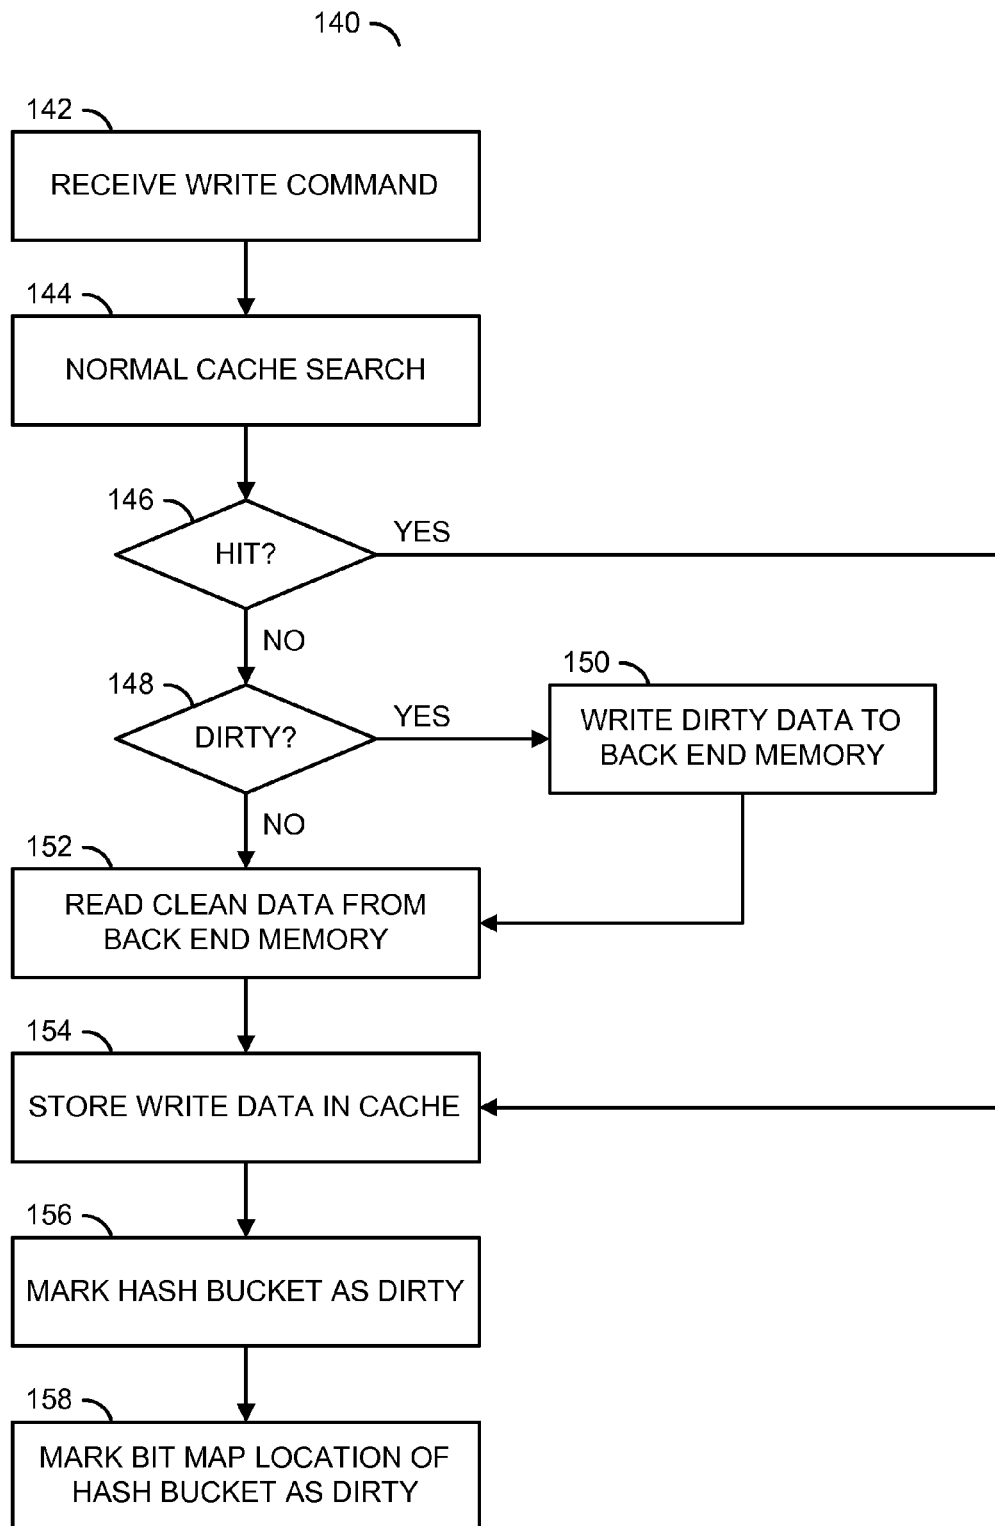 140
142
RECEIVE WRITE COMMAND
144
NORMAL CACHE SEARCH
146
HIT?
YES
NO
148
DIRTY?
YES
150
WRITE DIRTY DATA TO
BACK END MEMORY
NO
152
READ CLEAN DATA FROM
BACK END MEMORY
154
STORE WRITE DATA IN CACHE
156
MARK HASH BUCKET AS DIRTY
158
MARK BIT MAP LOCATION OF
HASH BUCKET AS DIRTY